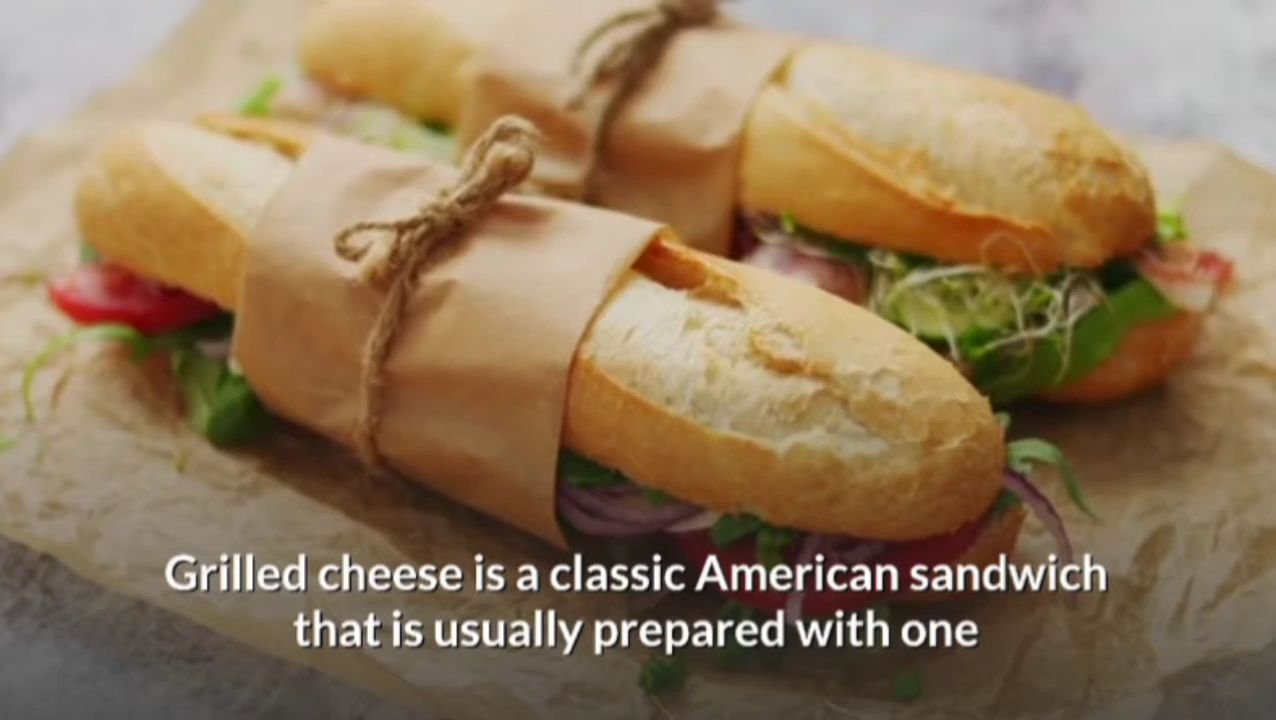 Grilled cheese is a classic American sandwich
that is usually prepared with one